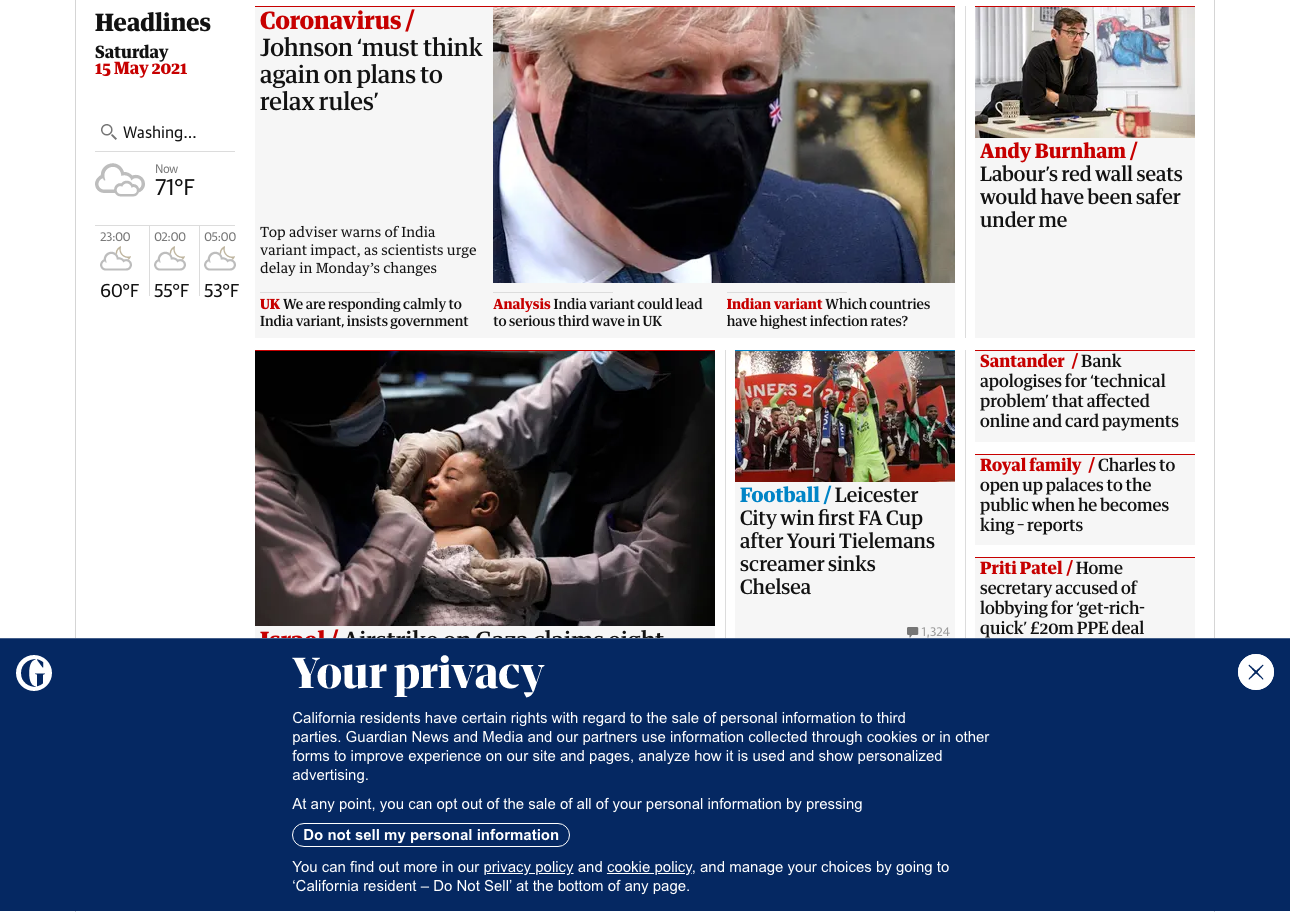 Headlines
Saturday
15 May 2021
Washing...
Now
71°F
23:00
02:00
05:00
60°F
55°F
53°F
Coronavirus /
Johnson ‘must think
again on plans to
relax rules’
Top adviser warns of India
variant impact, as scientists urge
delay in Monday’s changes
UK We are responding calmly to
India variant, insists government
Analysis India variant could lead
to serious third wave in UK
Indian variant Which countries
have highest infection rates?
Andy Burnham /
Labour’s red wall seats
would have been safer
under me
Israel / Airstrike on Gaza claims eight
NNERS 2021
Football / Leicester
City win first FA Cup
after Youri Tielemans
screamer sinks
Chelsea
1,324
Santander / Bank
apologises for ‘technical
problem’ that affected
online and card payments
Royal family / Charles to
open up palaces to the
public when he becomes
king – reports
Priti Patel / Home
secretary accused of
lobbying for ‘get-rich-
quick’ £20m PPE deal
G
Your privacy
California residents have certain rights with regard to the sale of personal information to third
parties. Guardian News and Media and our partners use information collected through cookies or in other
forms to improve experience on our site and pages, analyze how it is used and show personalized
advertising.
At any point, you can opt out of the sale of all of your personal information by pressing
Do not sell my personal information
You can find out more in our privacy policy and cookie policy, and manage your choices by going to
‘California resident – Do Not Sell’ at the bottom of any page.